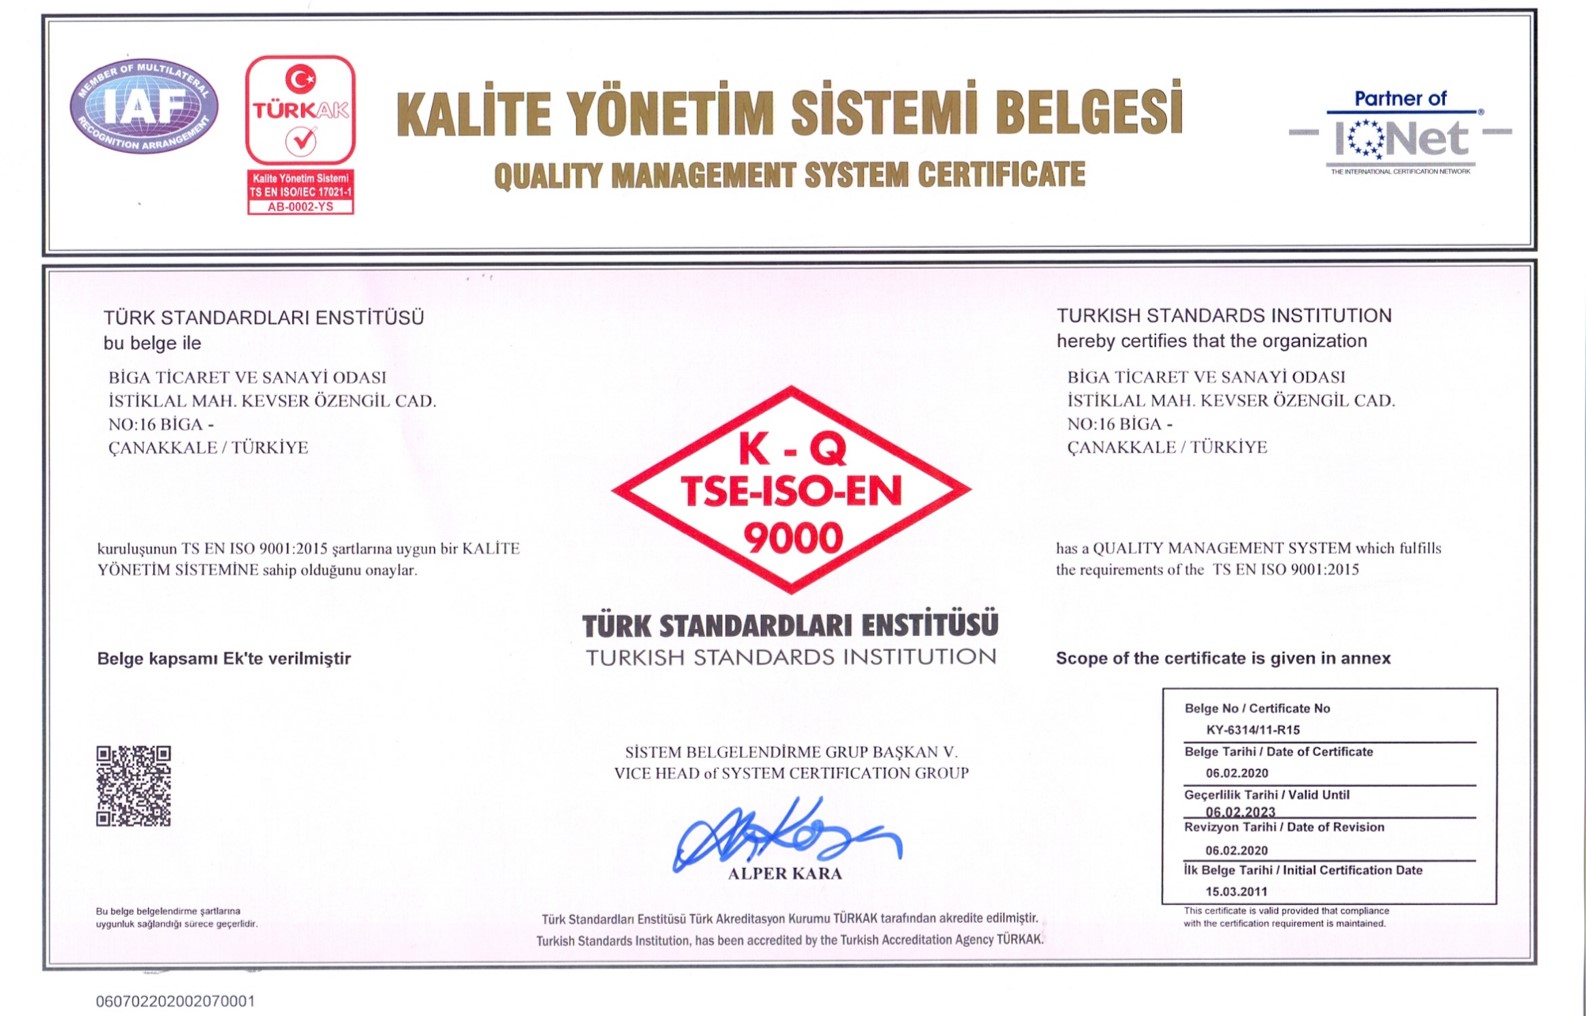 MEMBER OF MULTILATERAL
IAF
RECOGNITION ARRANGEMENT
TÜRKAK
Kalite Yönetim Sistemi
TS EN ISO/IEC 17021-1
AB-0002-YS
KALİTE YÖNETİM SİSTEMİ BELGESİ
QUALITY MANAGEMENT SYSTEM CERTIFICATE
Partner of
IQNet®
THE INTERNATIONAL CERTIFICATION NETWORK
TÜRK STANDARDLARI ENSTİTÜSÜ
bu belge ile
BİGA TİCARET VE SANAYİ ODASI
İSTİKLAL MAH. KEVSER ÖZENGİL CAD.
NO:16 BİGA -
ÇANAKKALE / TÜRKİYE
kuruluşunun TS EN ISO 9001:2015 şartlarına uygun bir KALİTE
YÖNETİM SİSTEMİNE sahip olduğunu onaylar.
Belge kapsamı Ek'te verilmiştir
Bu belge belgelendirme şartlarına
uygunluk sağlandığı sürece geçerlidir.
K - Q
TSE-ISO-EN
9000
TÜRK STANDARDLARI ENSTİTÜSÜ
TURKISH STANDARDS INSTITUTION
SİSTEM BELGELENDİRME GRUP BAŞKAN V.
VICE HEAD of SYSTEM CERTIFICATION GROUP
ALPER KARA
Türk Standardları Enstitüsü Türk Akreditasyon Kurumu TÜRKAK tarafından akredite edilmiştir.
Turkish Standards Institution, has been accredited by the Turkish Accreditation Agency TÜRKAK.
TURKISH STANDARDS INSTITUTION
hereby certifies that the organization
BİGA TİCARET VE SANAYİ ODASI
İSTİKLAL MAH. KEVSER ÖZENGİL CAD.
NO:16 BİGA -
ÇANAKKALE / TÜRKİYE
has a QUALITY MANAGEMENT SYSTEM which fulfills
the requirements of the TS EN ISO 9001:2015
Scope of the certificate is given in annex
Belge No / Certificate No
KY-6314/11-R15
Belge Tarihi / Date of Certificate
06.02.2020
Geçerlilik Tarihi / Valid Until
06.02.2023
Revizyon Tarihi / Date of Revision
06.02.2020
İlk Belge Tarihi / Initial Certification Date
15.03.2011
This certificate is valid provided that compliance
with the certification requirement is maintained.
060702202002070001